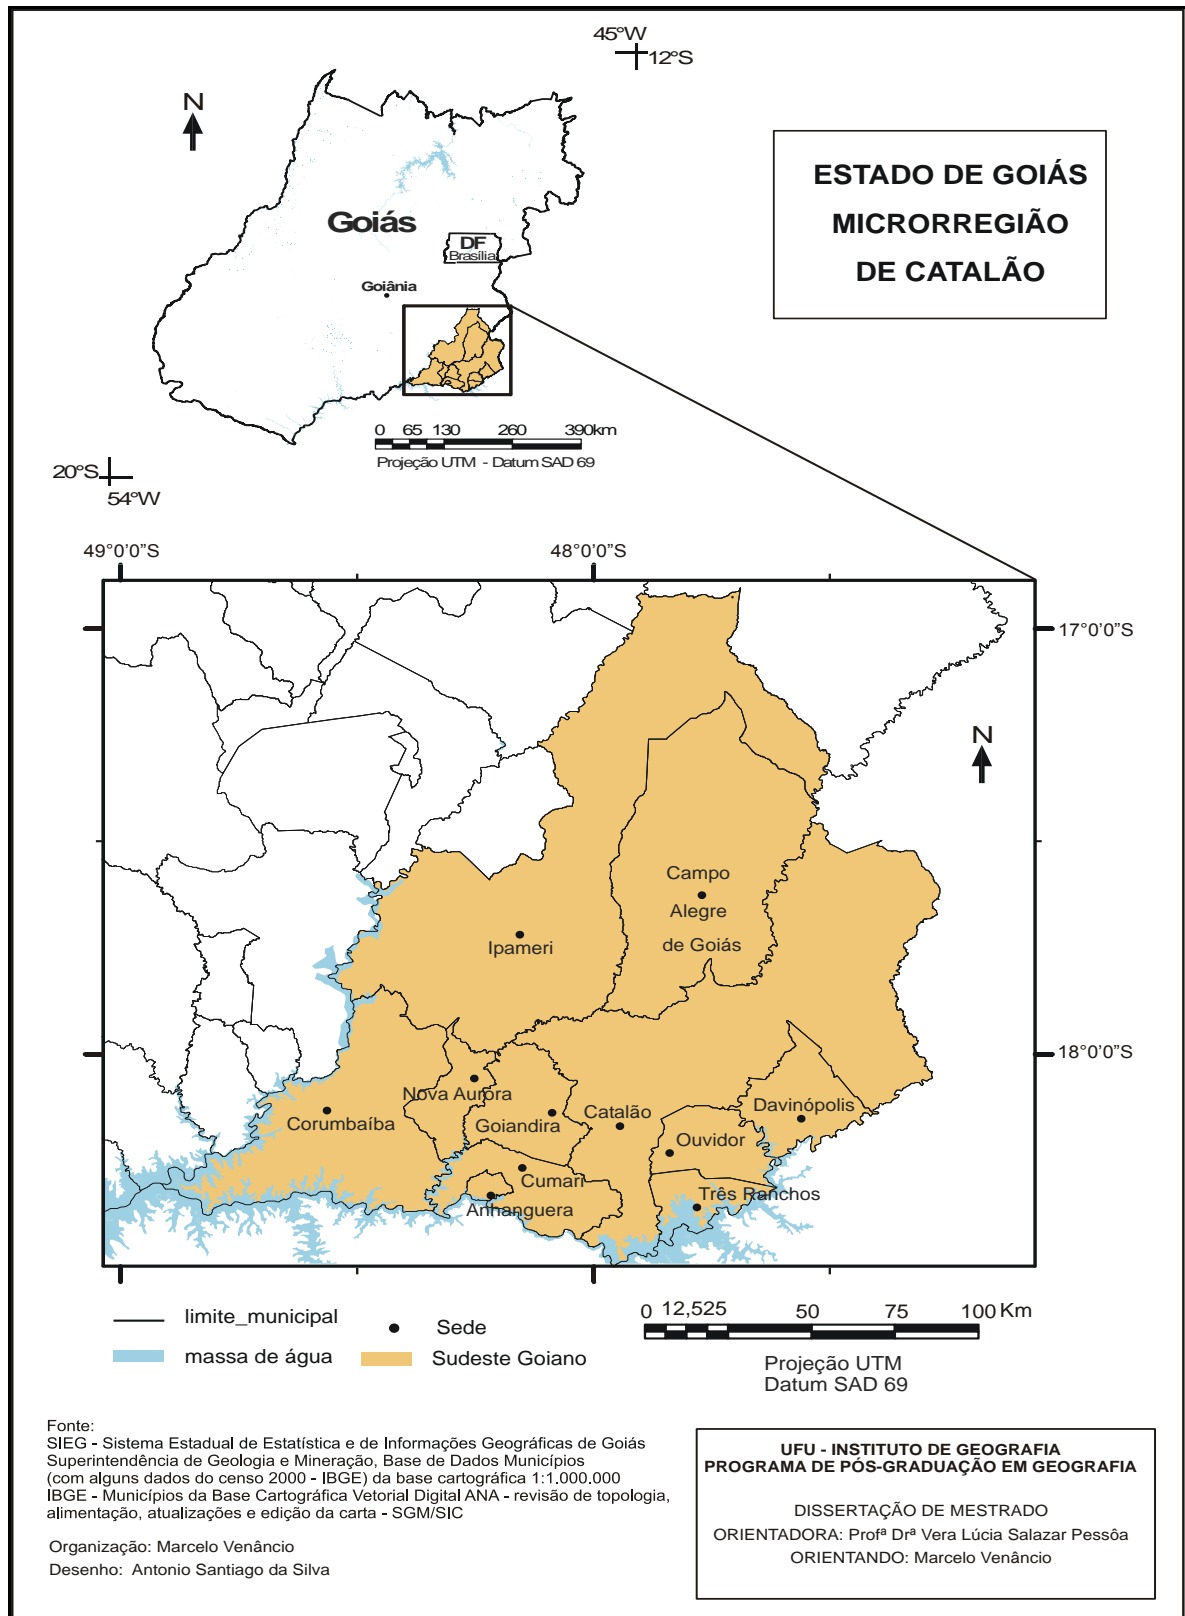 45°W
12°S
N
ESTADO DE GOIÁS
MICRORREGIÃO
DE CATALÃO
Goiás
DF
Brasília
Goiânia
0 65 130 260 390km
Projeção UTM - Datum SAD 69
20°S
54°W
49°0'0"S 48°0'0"S
17°0'0"S
N
Campo
Alegre
de Goiás
Ipameri
18°0'0"S
Nova Aurora
Corumbaíba
Goiandira
Catalão
Davinópolis
Ouvidor
Cumari
Anhanguera
Três Ranchos
limite_municipal
Sede
massa de água
Sudeste Goiano
0 12,525 50 75 100 Km
Projeção UTM
Datum SAD 69
Fonte:
SIEG - Sistema Estadual de Estatística e de Informações Geográficas de Goiás
Superintendência de Geologia e Mineração, Base de Dados Municípios
(com alguns dados do censo 2000 - IBGE) da base cartográfica 1:1.000.000
IBGE - Municípios da Base Cartográfica Vetorial Digital ANA - revisão de topologia,
alimentação, atualizações e edição da carta - SGM/SIC
Organização: Marcelo Venâncio
Desenho: Antonio Santiago da Silva
UFU - INSTITUTO DE GEOGRAFIA
PROGRAMA DE PÓS-GRADUAÇÃO EM GEOGRAFIA
DISSERTAÇÃO DE MESTRADO
ORIENTADORA: Profª Drª Vera Lúcia Salazar Pessôa
ORIENTANDO: Marcelo Venâncio